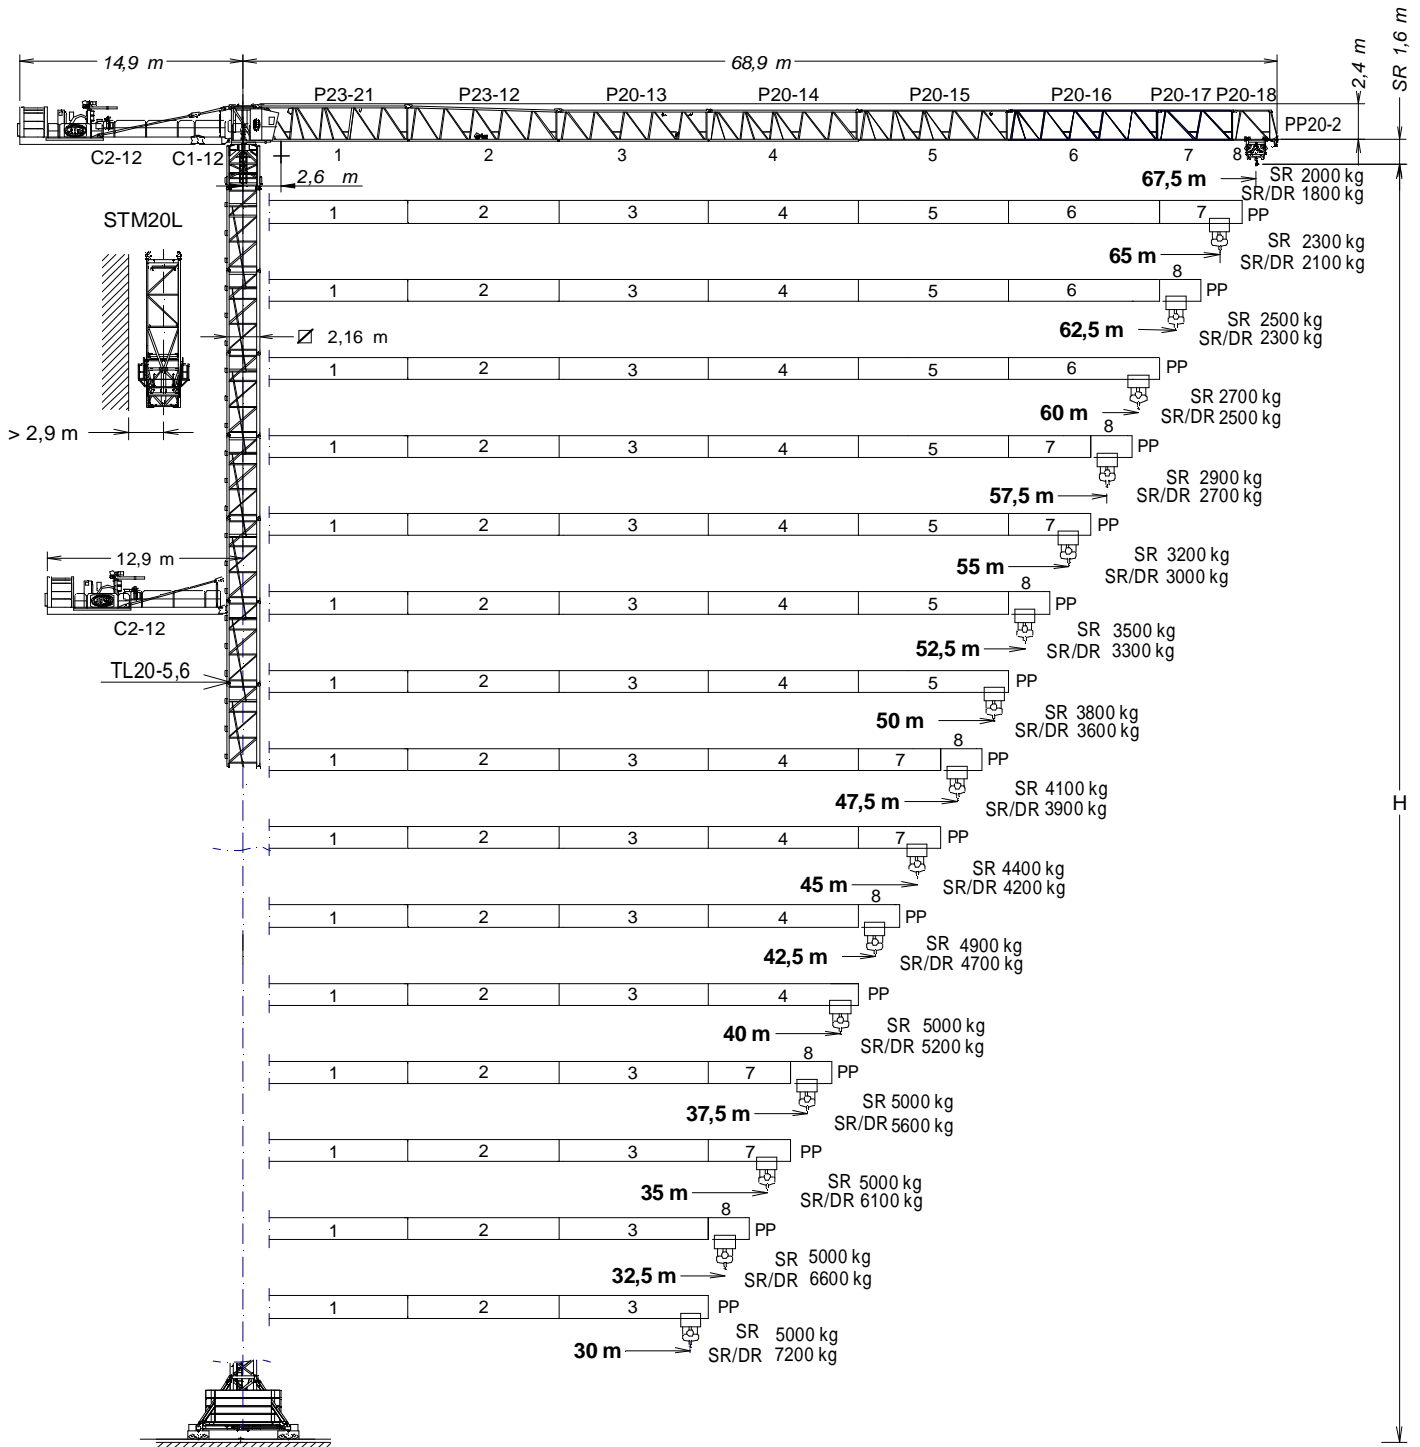 14,9 m
68,9 m
2,4 m
SR 1,6 m
P23-21 P23-12 P20-13 P20-14 P20-15 P20-16 P20-17 P20-18
PP20-2
C2-12 C1-12
1 2 3 4 5 6 7 8
2,6 m
67,5 m
SR 2000 kg
SR/DR 1800 kg
STM20L
1 2 3 4 5 6 7 PP
65 m
SR 2300 kg
SR/DR 2100 kg
8
1 2 3 4 5 6 PP
62,5 m
SR 2500 kg
SR/DR 2300 kg
2,16 m
1 2 3 4 5 6 PP
60 m
SR 2700 kg
SR/DR 2500 kg
> 2,9 m
8
1 2 3 4 5 7 PP
57,5 m
SR 2900 kg
SR/DR 2700 kg
1 2 3 4 5 7 PP
55 m
SR 3200 kg
SR/DR 3000 kg
12,9 m
8
1 2 3 4 5 PP
C2-12
52,5 m
SR 3500 kg
SR/DR 3300 kg
TL20-5,6
1 2 3 4 5 PP
50 m
SR 3800 kg
SR/DR 3600 kg
8
1 2 3 4 7 PP
47,5 m
SR 4100 kg
SR/DR 3900 kg
H
1 2 3 4 7 PP
45 m
SR 4400 kg
SR/DR 4200 kg
8
1 2 3 4 PP
42,5 m
SR 4900 kg
SR/DR 4700 kg
1 2 3 4 PP
40 m
SR 5000 kg
SR/DR 5200 kg
8
1 2 3 7 PP
37,5 m
SR 5000 kg
SR/DR 5600 kg
1 2 3 7 PP
35 m
SR 5000 kg
SR/DR 6100 kg
8
1 2 3 PP
32,5 m
SR 5000 kg
SR/DR 6600 kg
1 2 3 PP
30 m
SR 5000 kg
SR/DR 7200 kg